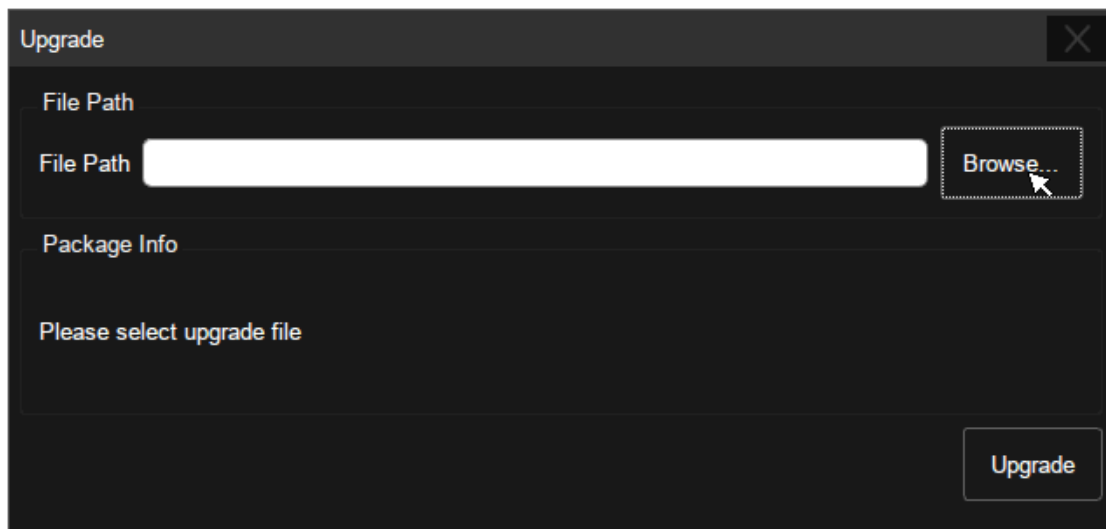 Upgrade
File Path
File Path
Browse...
Package Info
Please select upgrade file
Upgrade